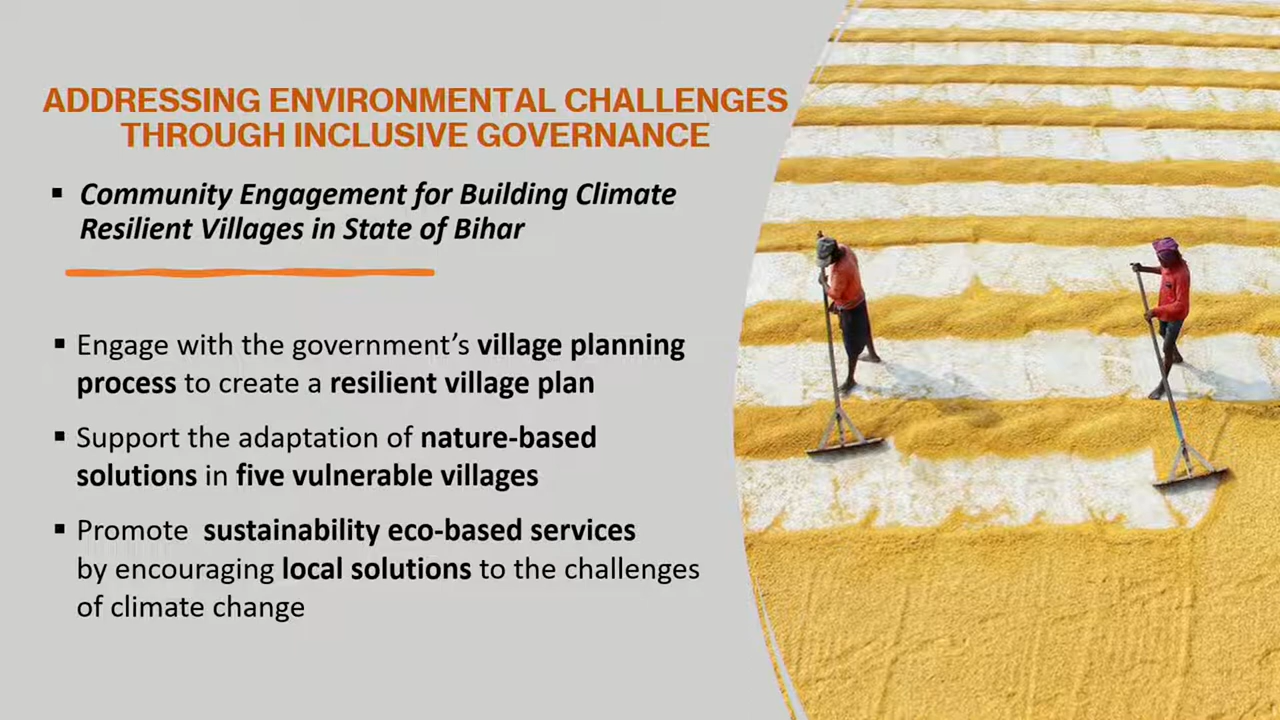 ADDRESSING ENVIRONMENTAL CHALLENGES
THROUGH INCLUSIVE GOVERNANCE
▪ Community Engagement for Building Climate
Resilient Villages in State of Bihar
▪ Engage with the government’s village planning
process to create a resilient village plan
▪ Support the adaptation of nature-based
solutions in five vulnerable villages
▪ Promote sustainability eco-based services
by encouraging local solutions to the challenges
of climate change